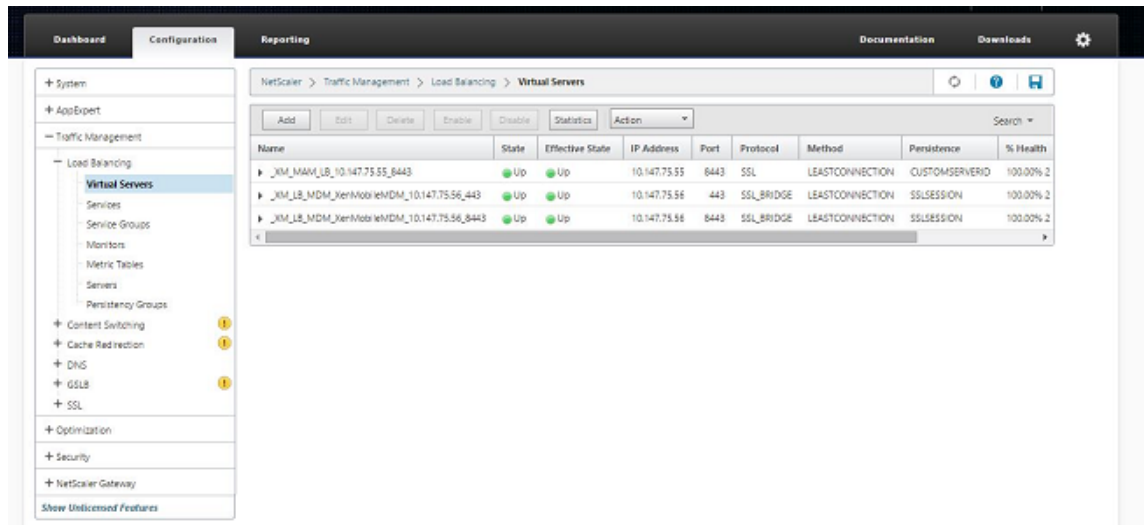 Dashboard Configuration Reporting Documentation Downloads
+ System
+ AppExpert
− Traffic Management
− Load Balancing
Virtual Servers
Services
Service Groups
Monitors
Metric Tables
Servers
Persistency Groups
+ Content Switching
+ Cache Redirection
+ DNS
+ GSLB
+ SSL
+ Optimization
+ Security
+ NetScaler Gateway
Show Unlicensed Features
NetScaler > Traffic Management > Load Balancing > Virtual Servers
Add Edit Delete Enable Disable Statistics Action Search
Name State Effective State IP Address Port Protocol Method Persistence % Health
_XM_MAM_LB_10.147.75.55_8443 Up Up 10.147.75.55 8443 SSL LEASTCONNECTION CUSTOMSERVERID 100.00% 2
_XM_LB_MDM_XenMobileMDM_10.147.75.56_443 Up Up 10.147.75.56 443 SSL_BRIDGE LEASTCONNECTION SSLSESSION 100.00% 2
_XM_LB_MDM_XenMobileMDM_10.147.75.56_8443 Up Up 10.147.75.56 8443 SSL_BRIDGE LEASTCONNECTION SSLSESSION 100.00% 2